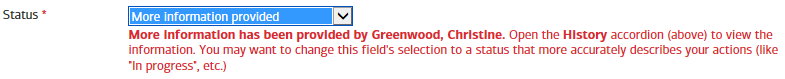 Status *
More information provided
More information has been provided by Greenwood, Christine. Open the History accordion (above) to view the
information. You may want to change this field's selection to a status that more accurately describes your actions (like
"In progress", etc.)